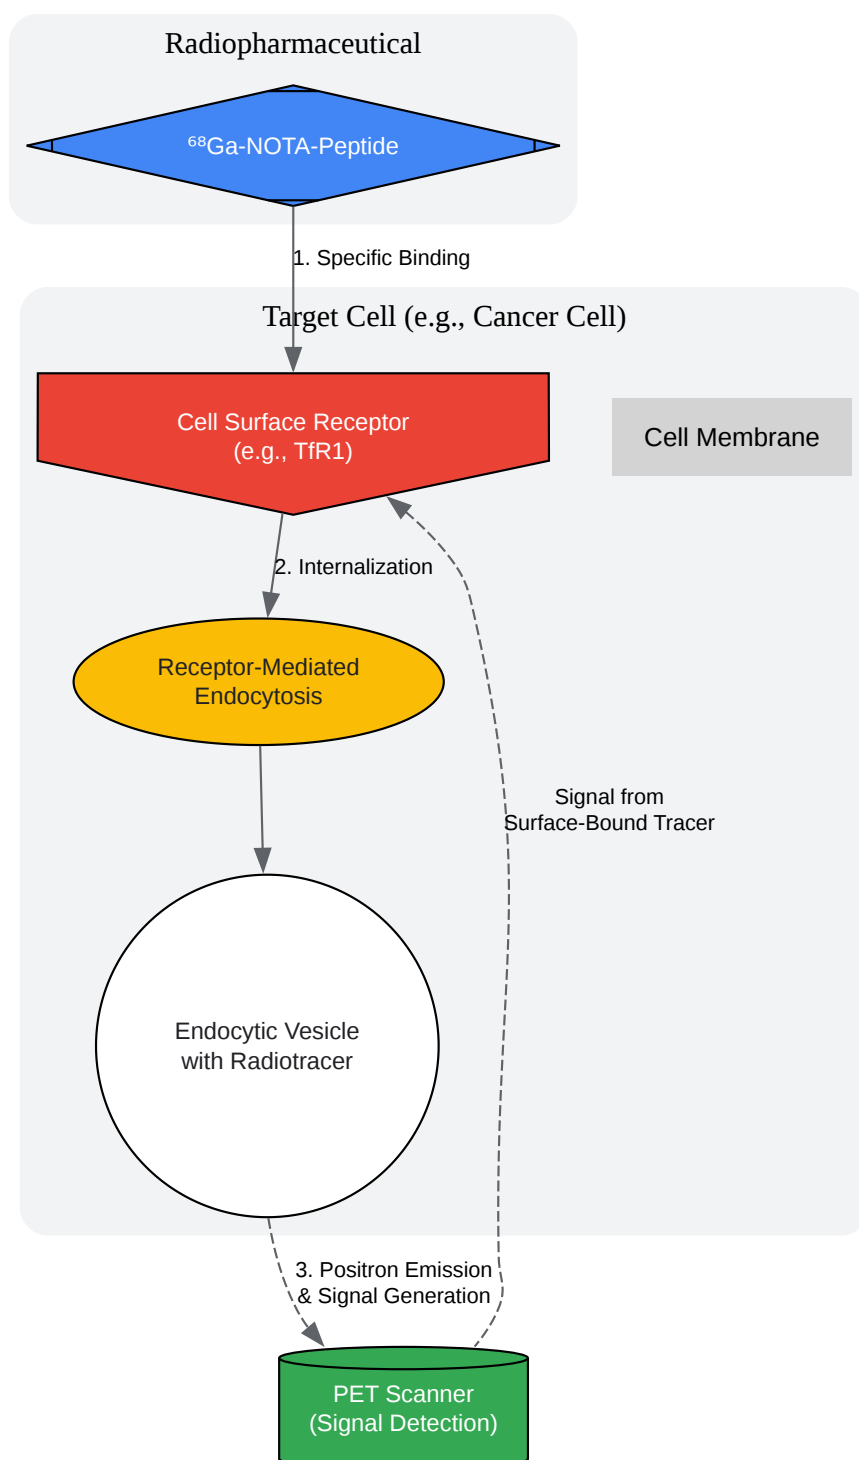 Radiopharmaceutical
⁶⁸Ga-NOTA-Peptide
1. Specific Binding
Target Cell (e.g., Cancer Cell)
Cell Surface Receptor
(e.g., TfR1)
Cell Membrane
2. Internalization
Receptor-Mediated
Endocytosis
Signal from
Surface-Bound Tracer
Endocytic Vesicle
with Radiotracer
3. Positron Emission
& Signal Generation
PET Scanner
(Signal Detection)